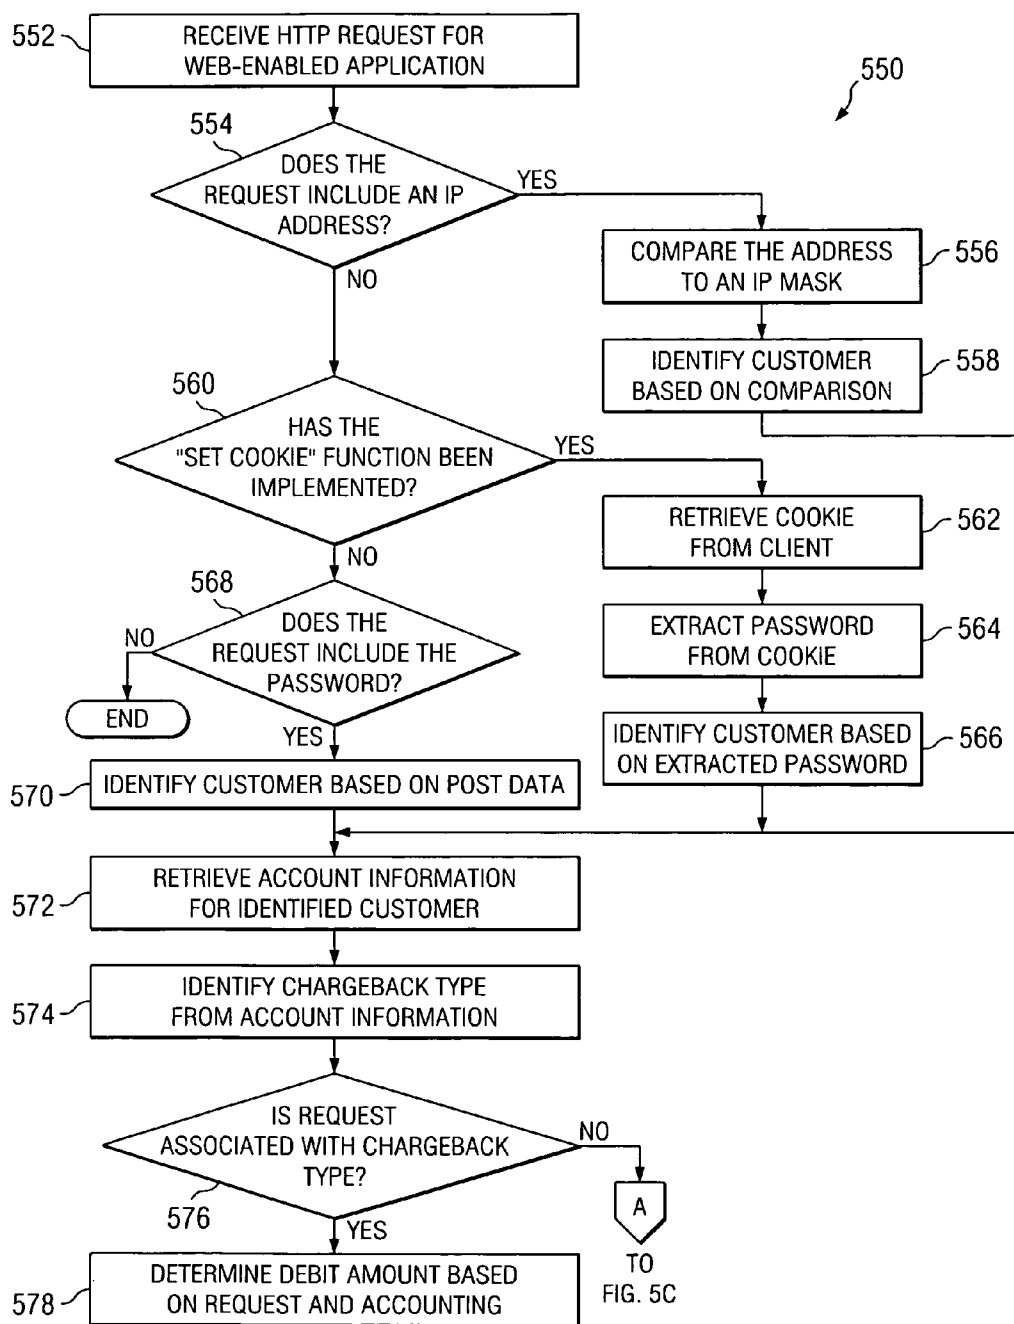 552
RECEIVE HTTP REQUEST FOR
WEB-ENABLED APPLICATION
550
554
DOES THE
REQUEST INCLUDE AN IP
ADDRESS?
YES
NO
COMPARE THE ADDRESS
TO AN IP MASK
556
IDENTIFY CUSTOMER
BASED ON COMPARISON
558
560
HAS THE
"SET COOKIE" FUNCTION BEEN
IMPLEMENTED?
YES
NO
RETRIEVE COOKIE
FROM CLIENT
562
EXTRACT PASSWORD
FROM COOKIE
564
IDENTIFY CUSTOMER BASED
ON EXTRACTED PASSWORD
566
568
DOES THE
REQUEST INCLUDE THE
PASSWORD?
NO
END
YES
570
IDENTIFY CUSTOMER BASED ON POST DATA
572
RETRIEVE ACCOUNT INFORMATION
FOR IDENTIFIED CUSTOMER
574
IDENTIFY CHARGEBACK TYPE
FROM ACCOUNT INFORMATION
IS REQUEST
ASSOCIATED WITH CHARGEBACK
TYPE?
576
NO
A
TO
FIG. 5C
YES
578
DETERMINE DEBIT AMOUNT BASED
ON REQUEST AND ACCOUNTING